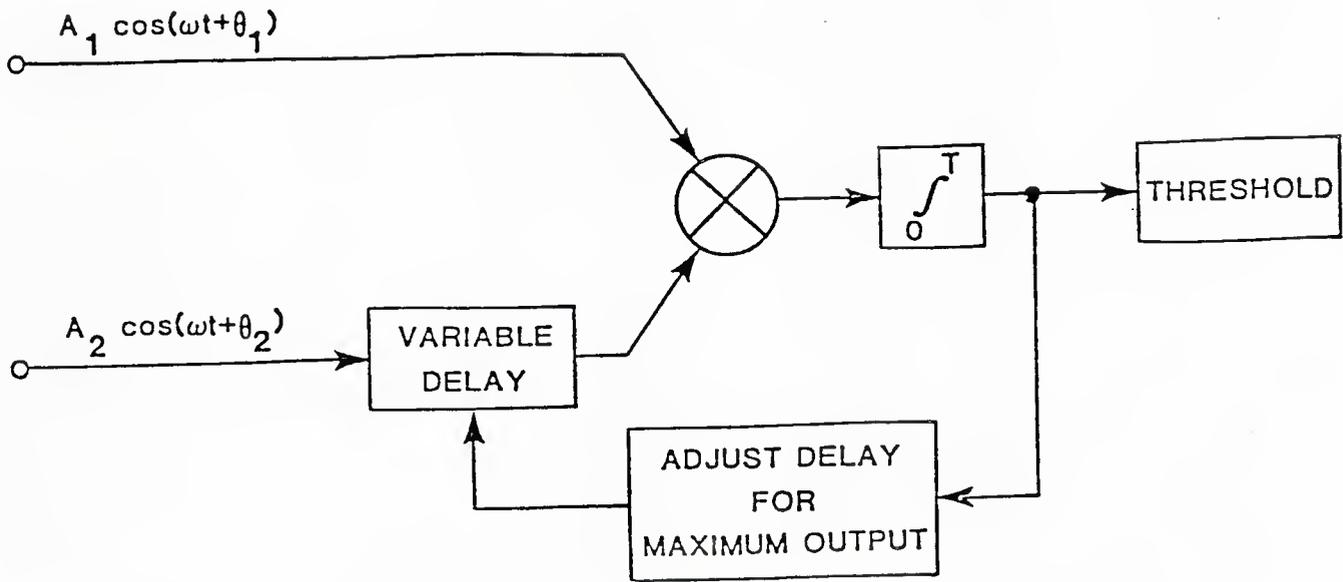 A₁ cos(ωt+θ₁)
T
∫
0
THRESHOLD
A₂ cos(ωt+θ₂)
VARIABLE
DELAY
ADJUST DELAY
FOR
MAXIMUM OUTPUT